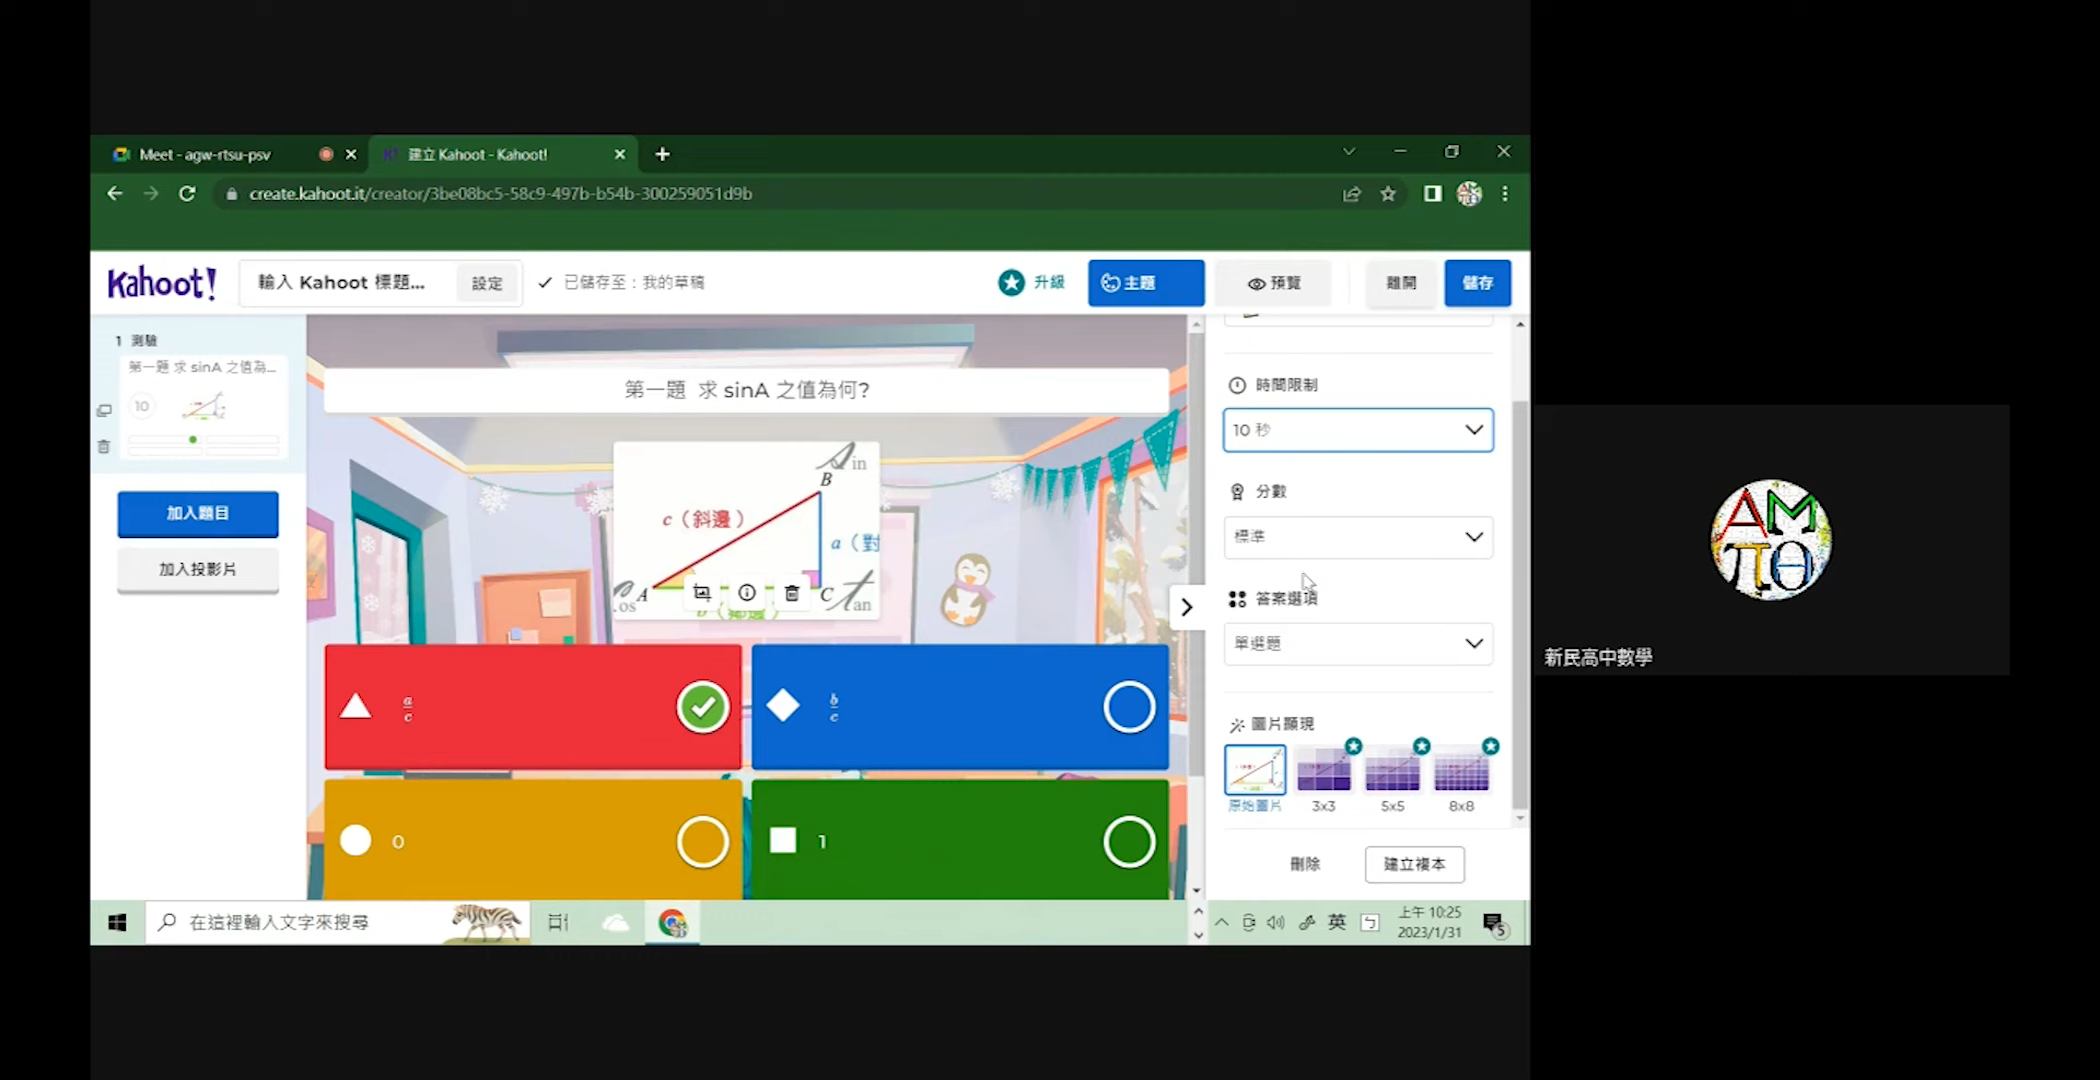 Meet - agw-rtsu-psv
建立 Kahoot - Kahoot!
create.kahoot.it/creator/3be08bc5-58c9-497b-b54b-300259051d9b
Kahoot!
輸入 Kahoot 標題...
設定
已儲存至：我的草稿
升級
主題
預覽
離開
儲存
1 測驗
第一題 求 sinA 之值為...
10
加入題目
加入投影片
第一題 求 sinA 之值為何?
Sin
B
c（斜邊）
a（對
A
C
os
tan
b（鄰邊）
a
c
b
c
0
1
時間限制
10 秒
分數
標準
答案選項
單選題
圖片顯現
原始圖片
3x3
5x5
8x8
刪除
建立複本
新民高中數學
在這裡輸入文字來搜尋
英
ㄅ
上午 10:25
2023/1/31
5